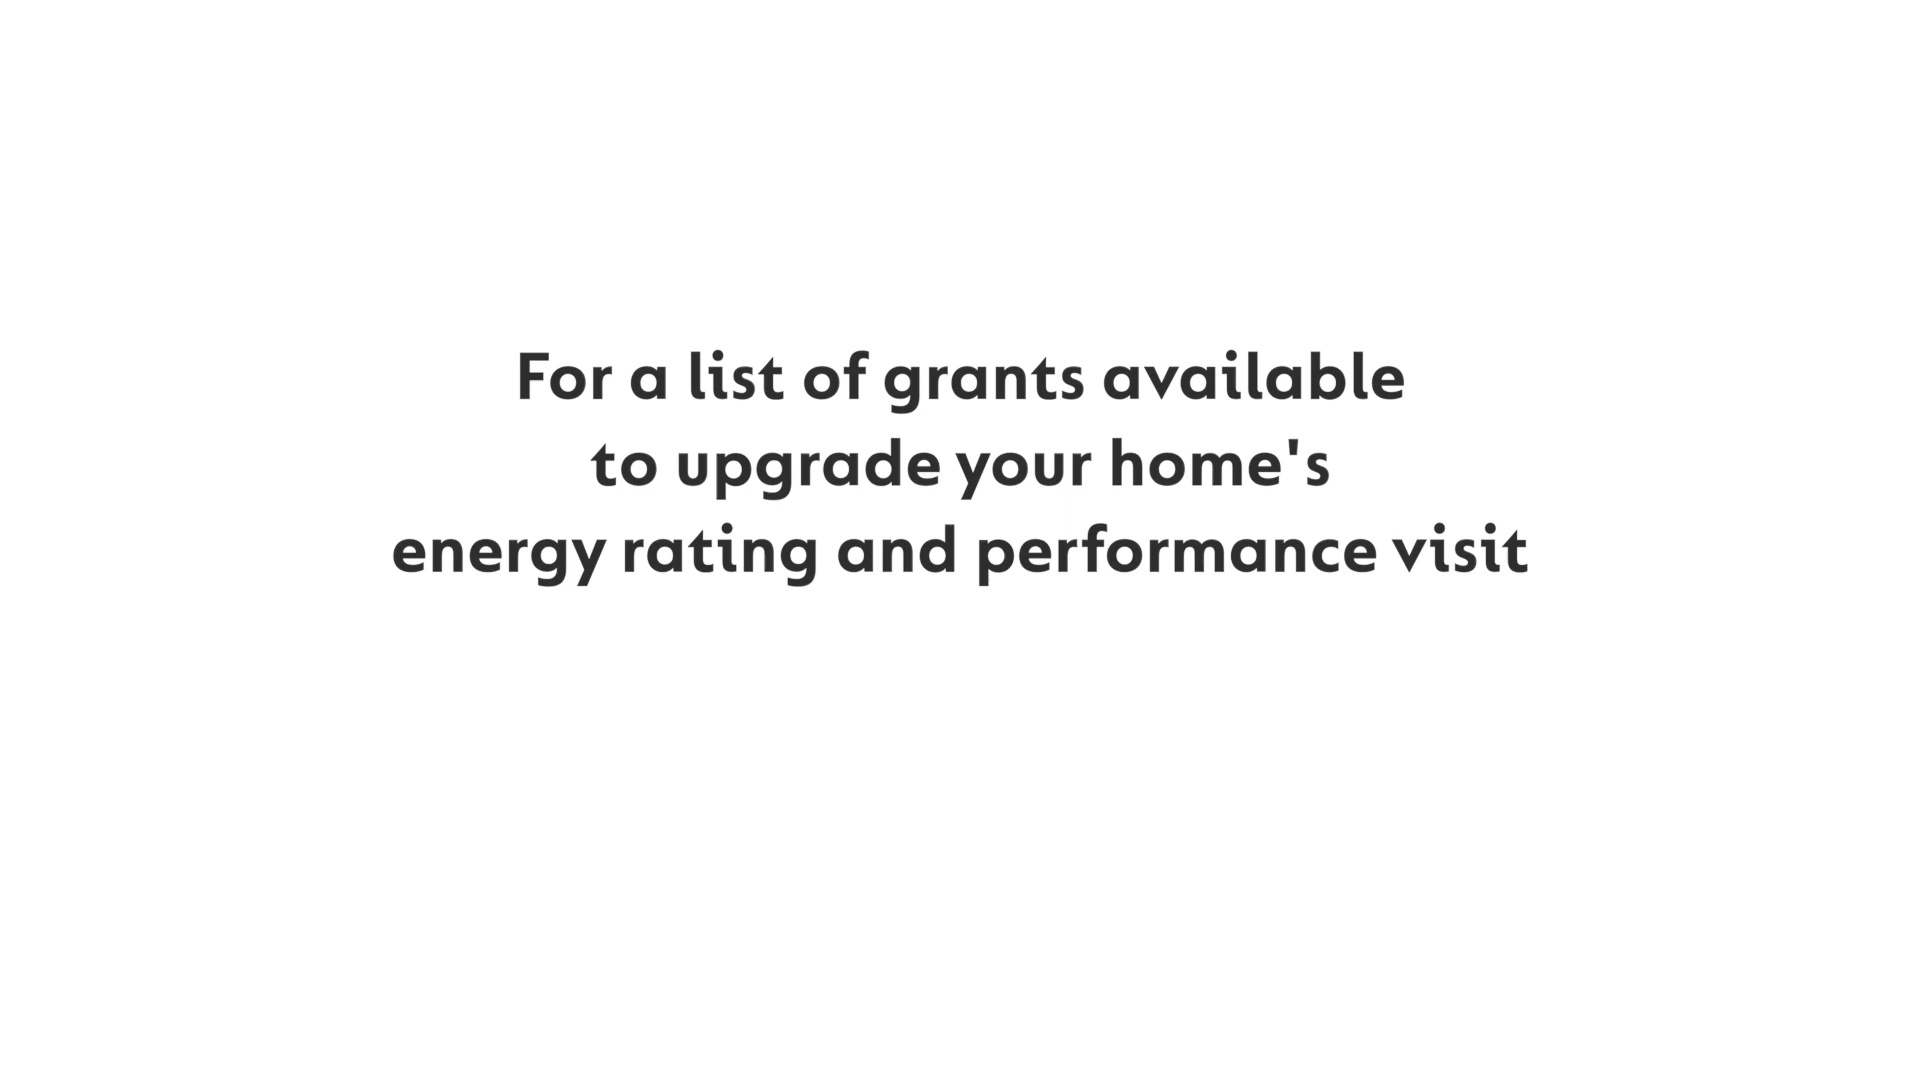 For a list of grants available
to upgrade your home's
energy rating and performance visit